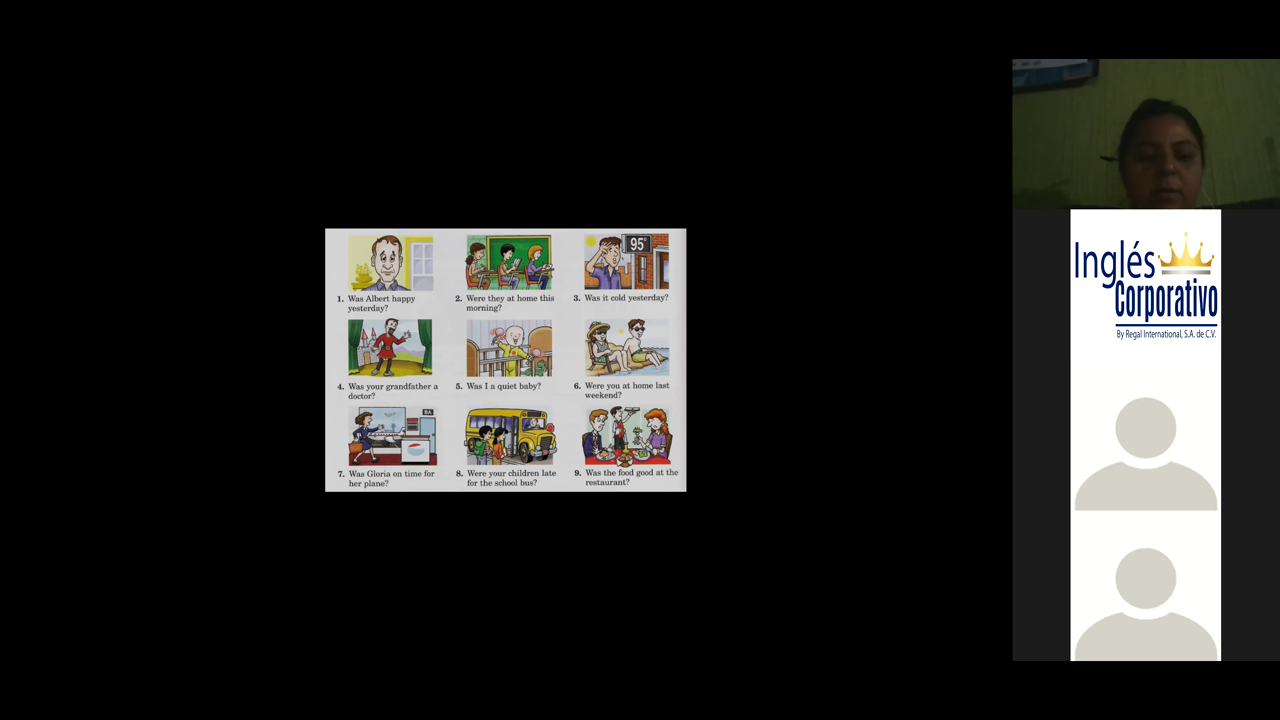 95°
1. Was Albert happy
yesterday?
2. Were they at home this
morning?
3. Was it cold yesterday?
4. Was your grandfather a
doctor?
5. Was I a quiet baby?
6. Were you at home last
weekend?
8A
7. Was Gloria on time for
her plane?
8. Were your children late
for the school bus?
9. Was the food good at the
restaurant?
Inglés
Corporativo
By Regal International, S.A. de C.V.